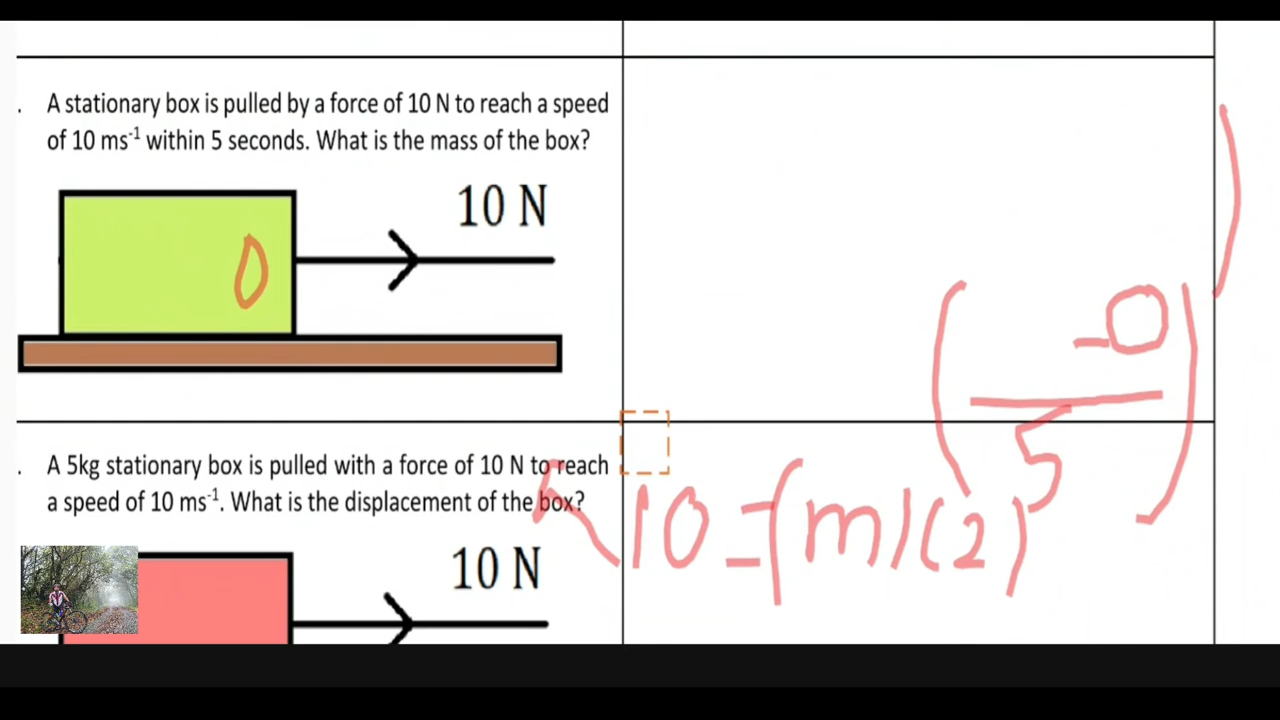 . A stationary box is pulled by a force of 10 N to reach a speed
of 10 ms⁻¹ within 5 seconds. What is the mass of the box?
10 N
0
(-0
5)
)
. A 5kg stationary box is pulled with a force of 10 N to reach
a speed of 10 ms⁻¹. What is the displacement of the box?
10 = (m)(2)
10 N